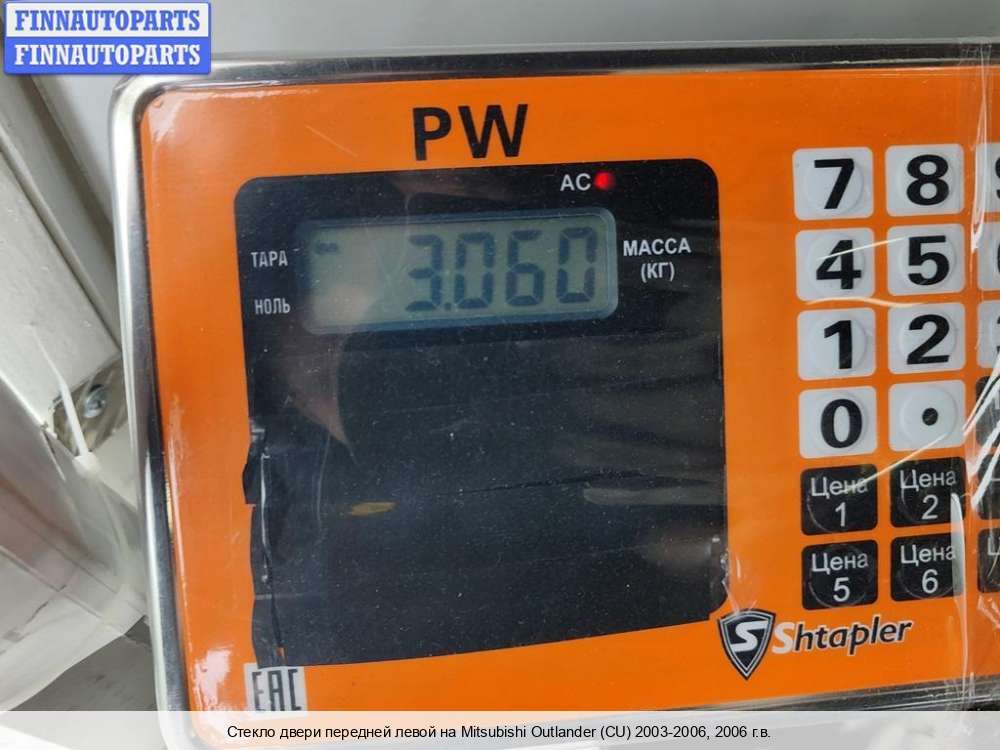 FINNAUTOPARTS
FINNAUTOPARTS
PW
AC
ТАРА
НОЛЬ
3.060
МАССА
(КГ)
7 8
4 5
1 2
0 .
Цена 1
Цена 2
Цена 5
Цена 6
S Shtapler
EAC
Стекло двери передней левой на Mitsubishi Outlander (CU) 2003-2006, 2006 г.в.